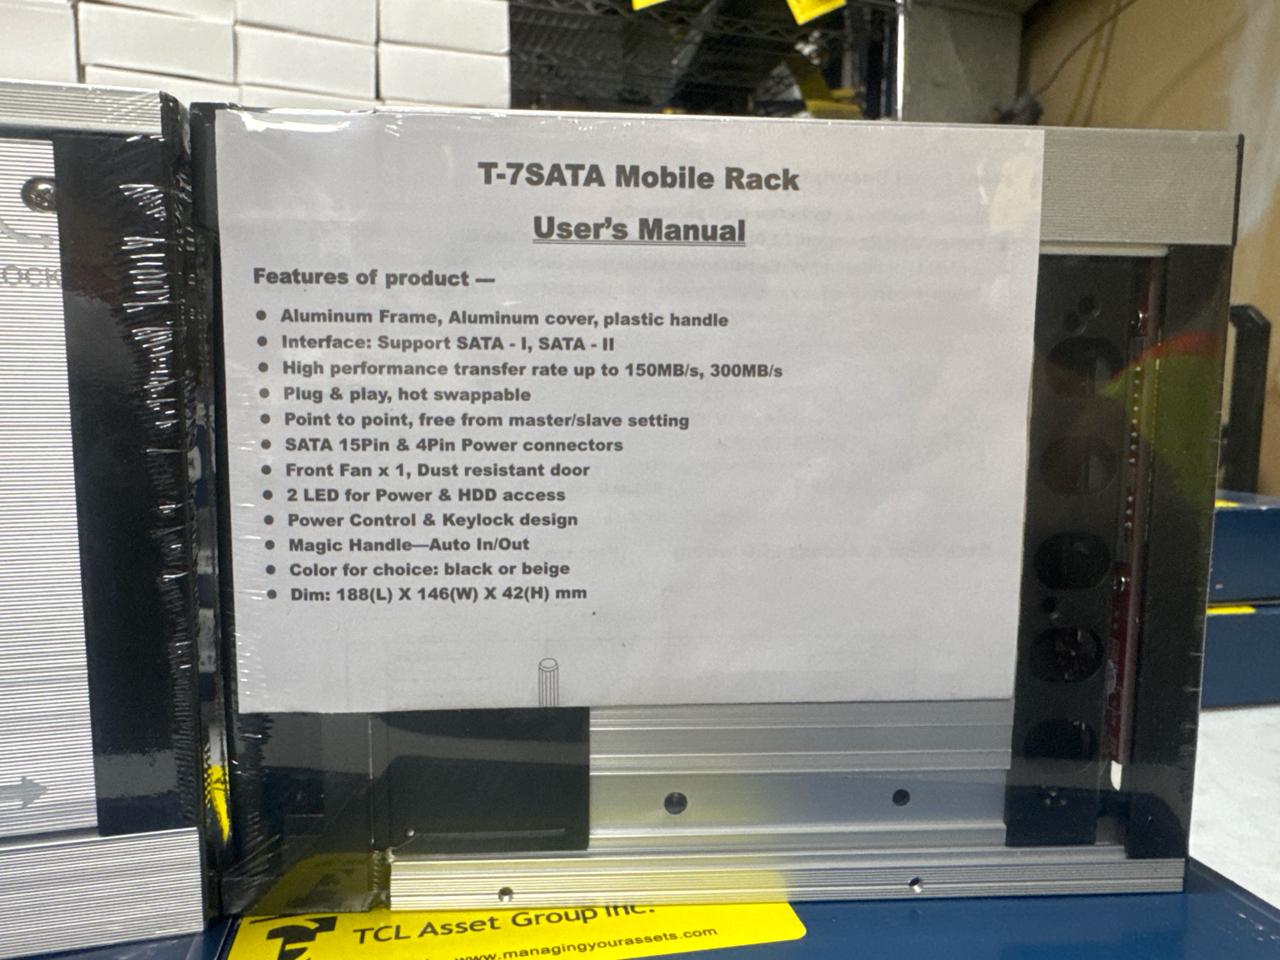 T-7SATA Mobile Rack
User's Manual
Features of product —
● Aluminum Frame, Aluminum cover, plastic handle
● Interface: Support SATA - I, SATA - II
● High performance transfer rate up to 150MB/s, 300MB/s
● Plug & play, hot swappable
● Point to point, free from master/slave setting
● SATA 15Pin & 4Pin Power connectors
● Front Fan x 1, Dust resistant door
● 2 LED for Power & HDD access
● Power Control & Keylock design
● Magic Handle—Auto In/Out
● Color for choice: black or beige
● Dim: 188(L) X 146(W) X 42(H) mm
OCK
TCL Asset Group Inc.
www.managingyourassets.com